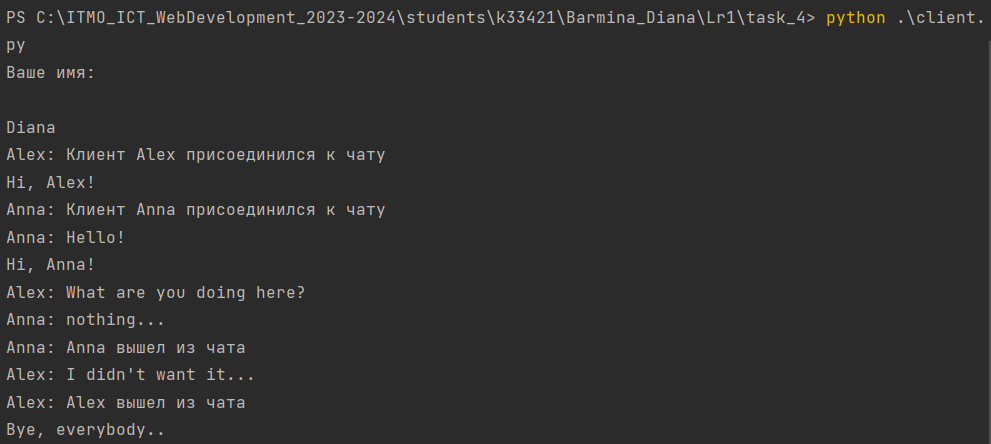 PS C:\ITMO_ICT_WebDevelopment_2023-2024\students\k33421\Barmina_Diana\Lr1\task_4> python .\client.
py
Ваше имя:
Diana
Alex: Клиент Alex присоединился к чату
Hi, Alex!
Anna: Клиент Anna присоединился к чату
Anna: Hello!
Hi, Anna!
Alex: What are you doing here?
Anna: nothing...
Anna: Anna вышел из чата
Alex: I didn't want it...
Alex: Alex вышел из чата
Bye, everybody..